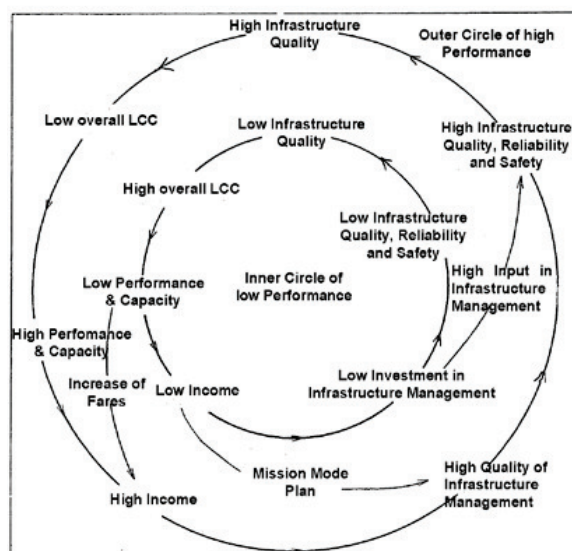 High Infrastructure
Quality
Outer Circle of high
Performance
Low overall LCC
Low Infrastructure
Quality
High Infrastructure
Quality, Reliability
and Safety
High overall LCC
Low Infrastructure
Quality, Reliability
and Safety
Low Performance
& Capacity
Inner Circle of
low Performance
High Input in
Infrastructure
Management
High Perfomance
& Capacity
Increase of
Fares
Low Income
Low Investment in
Infrastructure Management
Mission Mode
Plan
High Quality of
Infrastructure
Management
High Income